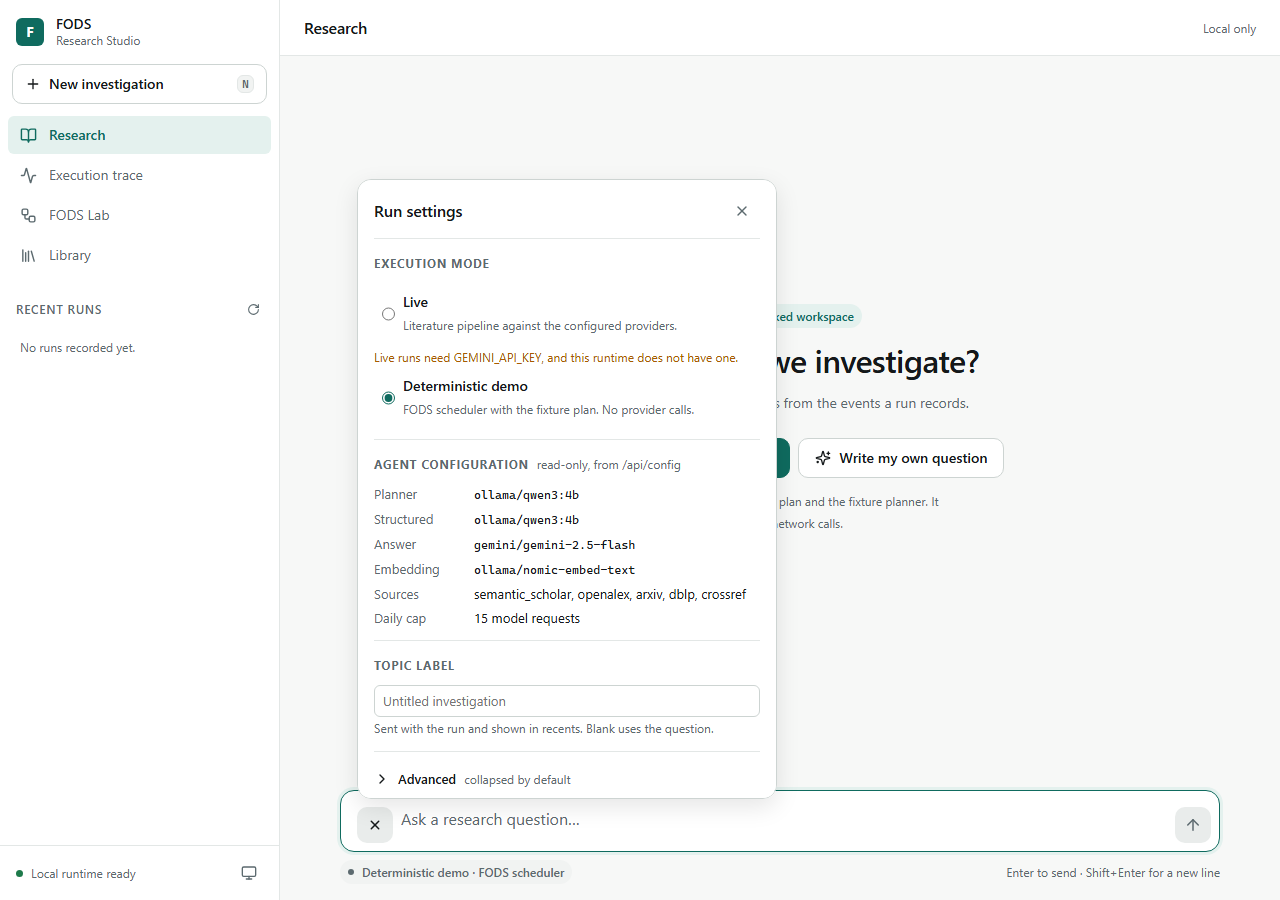 F
FODS
Research Studio
New investigation N
Research
Execution trace
FODS Lab
Library
RECENT RUNS
No runs recorded yet.
Local runtime ready
Research
Local only
workspace
we investigate?
from the events a run records.
Write my own question
plan and the fixture planner. It
network calls.
Run settings
EXECUTION MODE
Live
Literature pipeline against the configured providers.
Live runs need GEMINI_API_KEY, and this runtime does not have one.
Deterministic demo
FODS scheduler with the fixture plan. No provider calls.
AGENT CONFIGURATION read-only, from /api/config
Planner ollama/qwen3:4b
Structured ollama/qwen3:4b
Answer gemini/gemini-2.5-flash
Embedding ollama/nomic-embed-text
Sources semantic_scholar, openalex, arxiv, dblp, crossref
Daily cap 15 model requests
TOPIC LABEL
Untitled investigation
Sent with the run and shown in recents. Blank uses the question.
Advanced collapsed by default
Ask a research question...
Deterministic demo · FODS scheduler
Enter to send · Shift+Enter for a new line